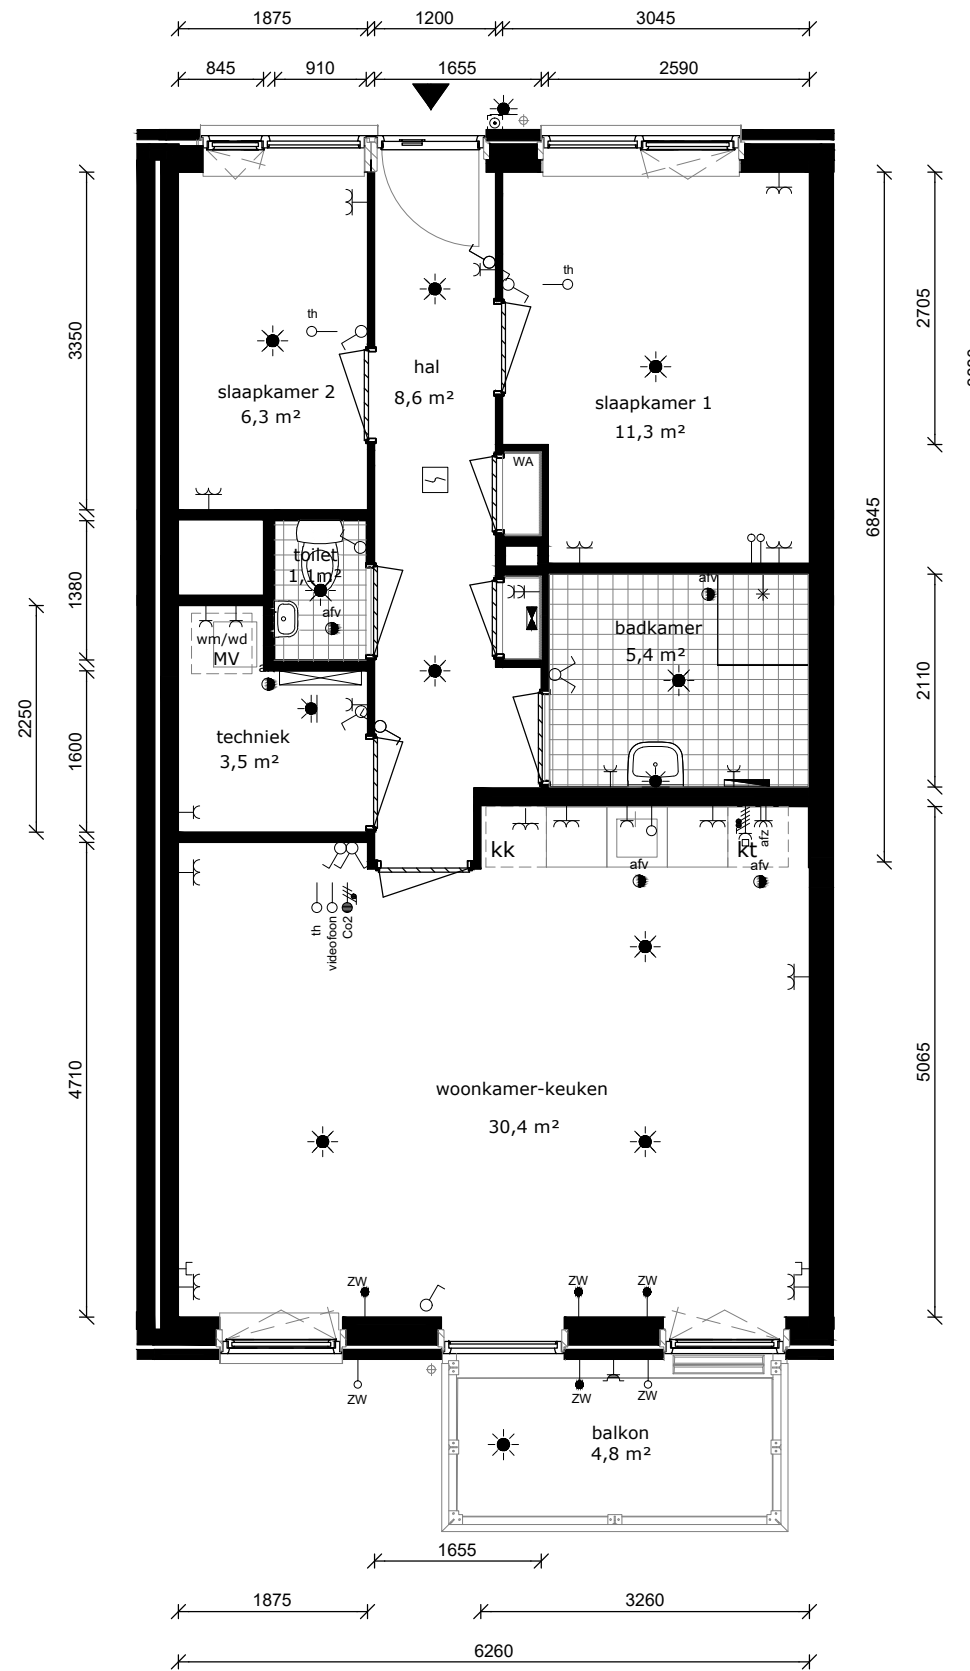 1875 1200 3045
845 910 1655 2590
3350
1380
1600
4710
2250
2705
2110
5065
6845
th
th
hal
8,6 m²
slaapkamer 2
6,3 m²
slaapkamer 1
11,3 m²
WA
toilet
1,1m²
afv
afv
badkamer
5,4 m²
wm/wd
MV
techniek
3,5 m²
kk
kt
afz
afv
afv
th
videofoon
Co2
woonkamer-keuken
30,4 m²
ZW
ZW
ZW
ZW
ZW
ZW
balkon
4,8 m²
1655
1875 3260
6260